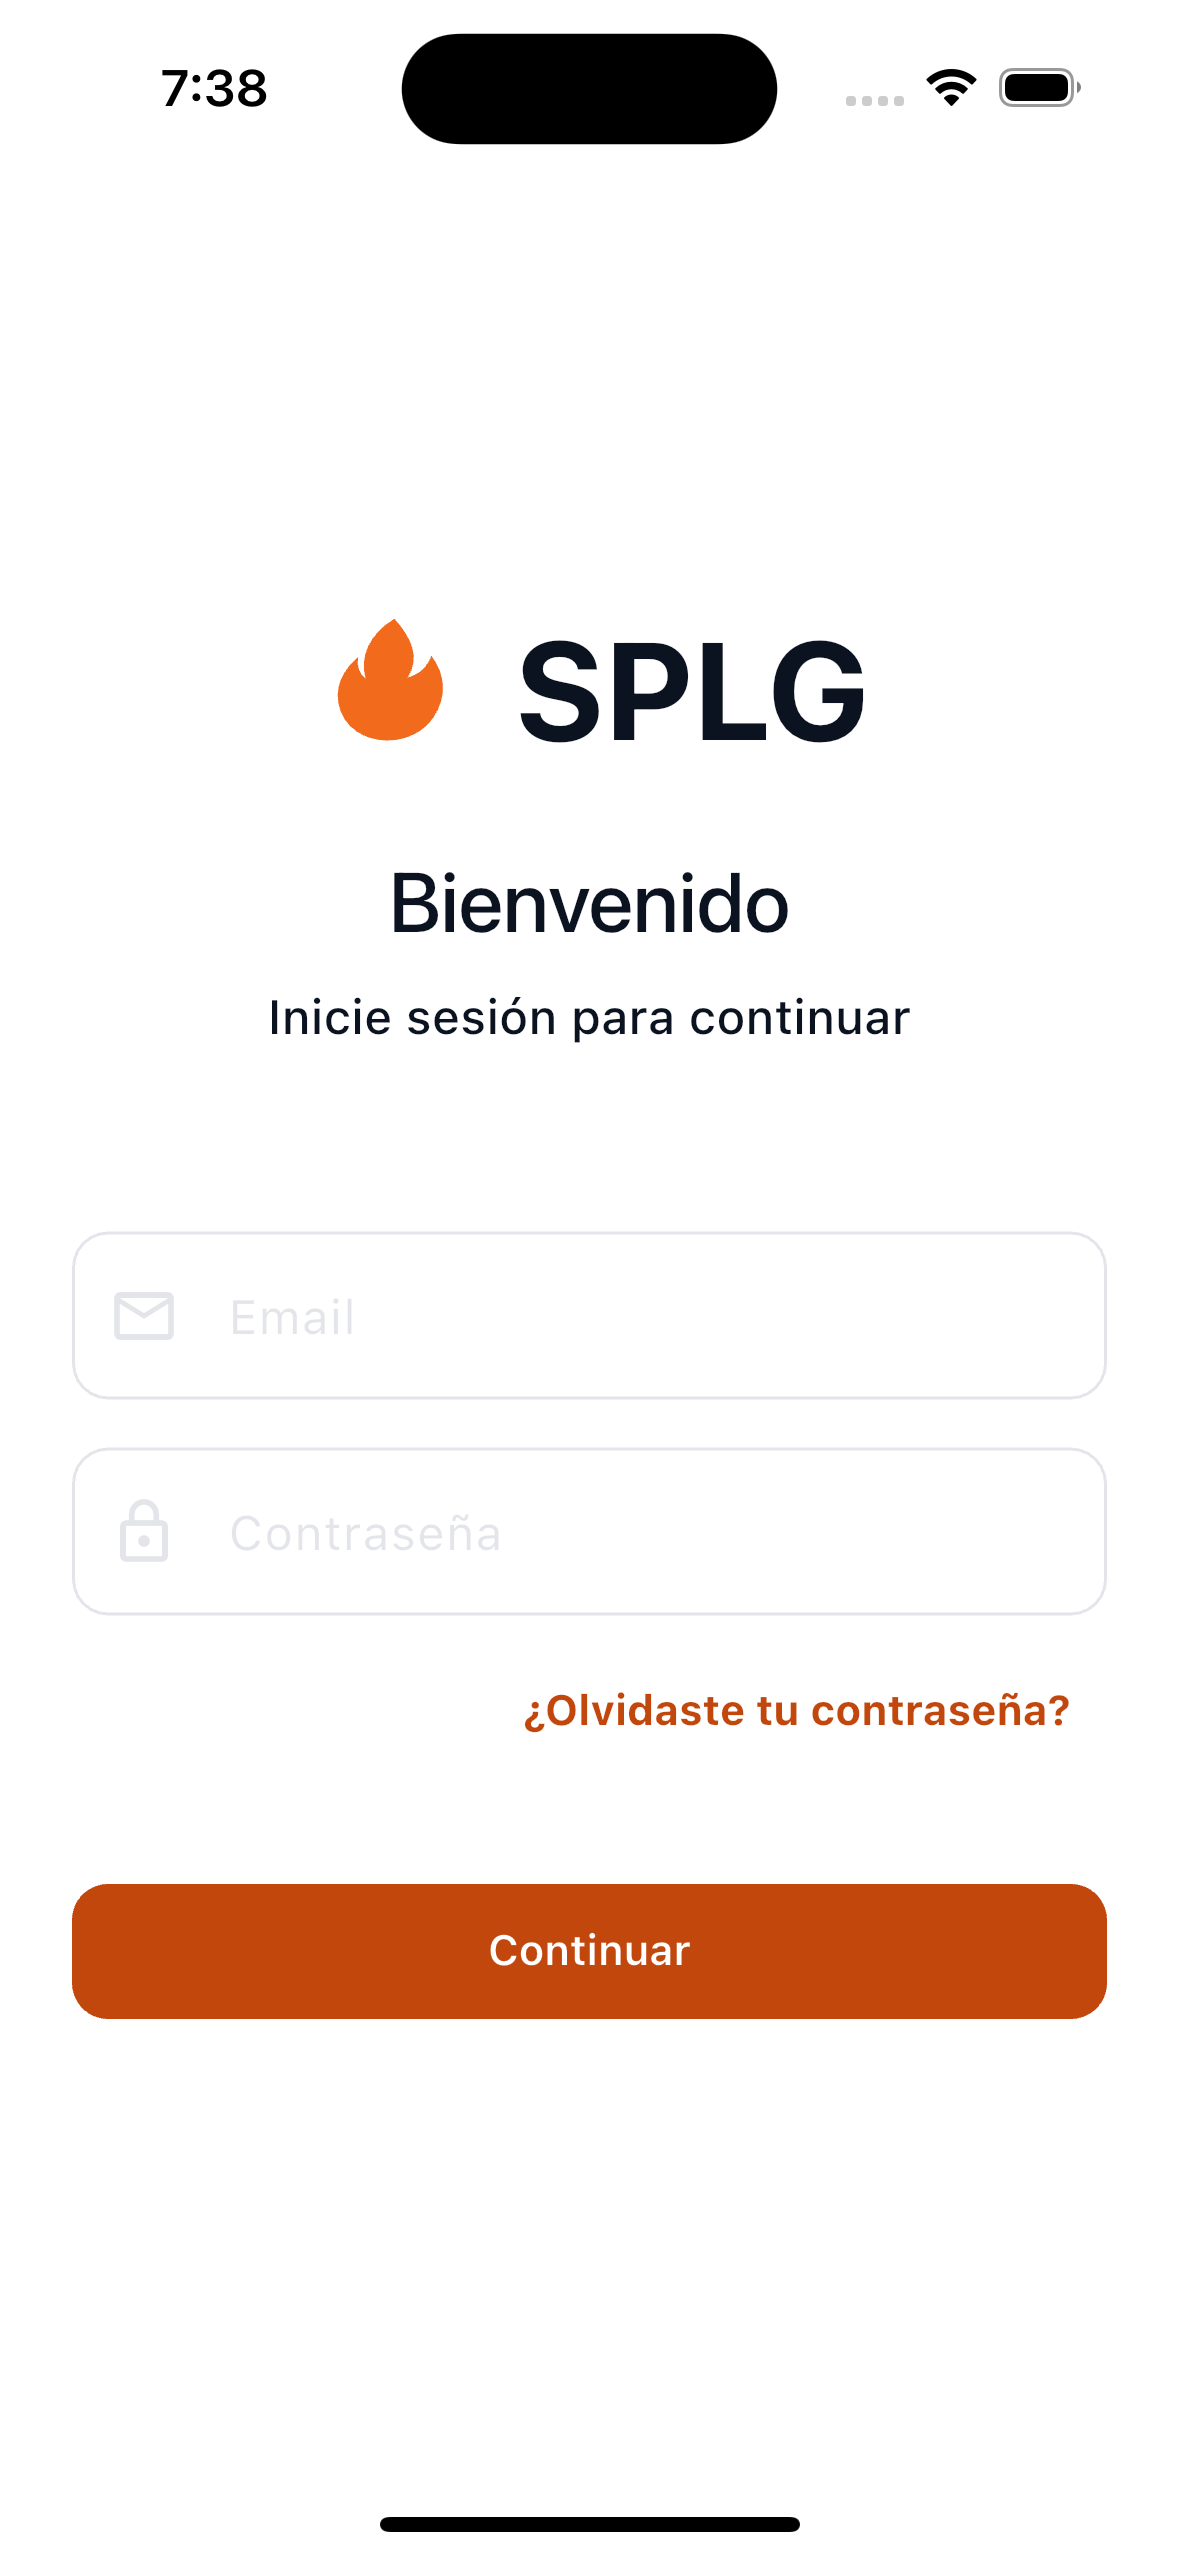 7:38
SPLG
Bienvenido
Inicie sesión para continuar
Email
Contraseña
¿Olvidaste tu contraseña?
Continuar